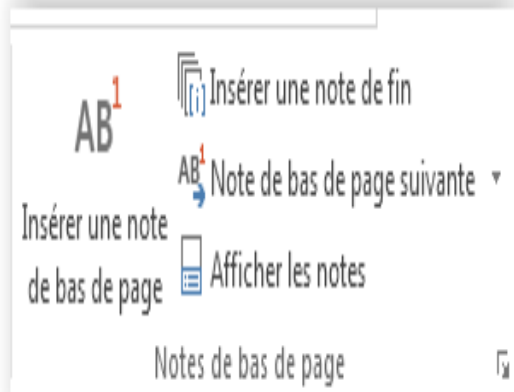 AB1
Insérer une note
de bas de page
[i] Insérer une note de fin
AB1 Note de bas de page suivante
Afficher les notes
Notes de bas de page